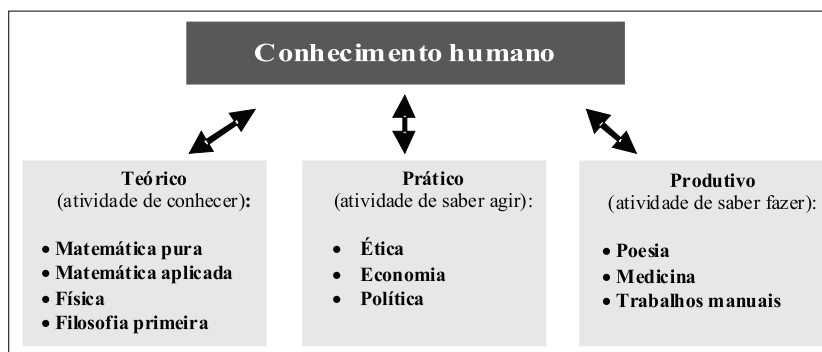 Conhecimento humano
Teórico
(atividade de conhecer):
• Matemática pura
• Matemática aplicada
• Física
• Filosofia primeira
Prático
(atividade de saber agir):
• Ética
• Economia
• Política
Produtivo
(atividade de saber fazer):
• Poesia
• Medicina
• Trabalhos manuais